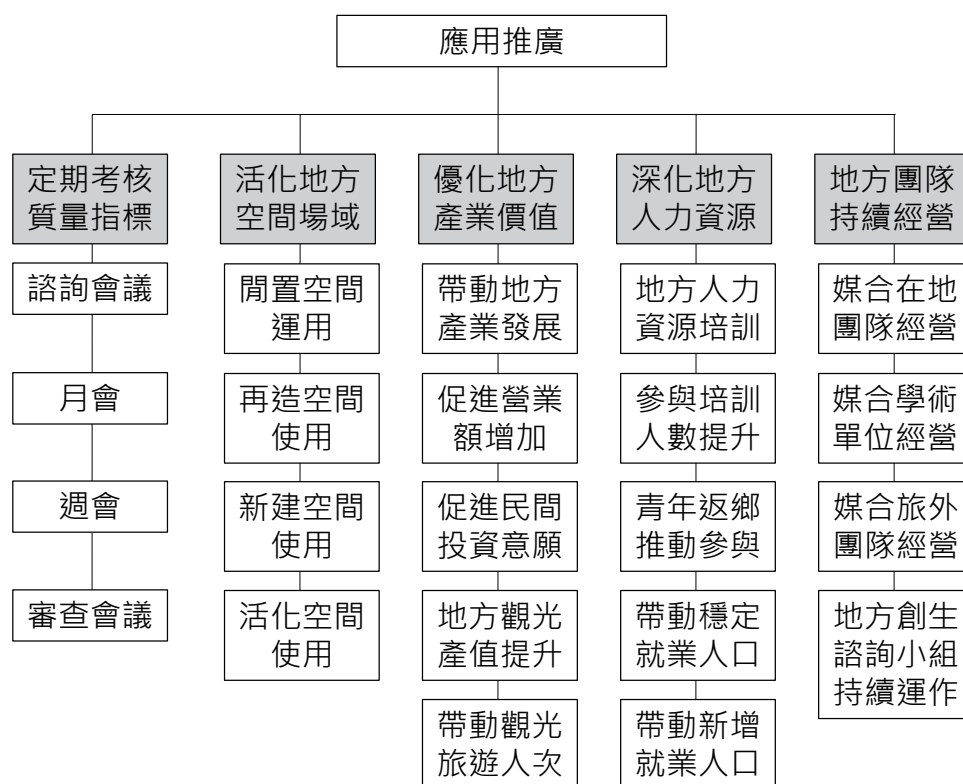 應用推廣
定期考核
質量指標
諮詢會議
月會
週會
審查會議
活化地方
空間場域
閒置空間
運用
再造空間
使用
新建空間
使用
活化空間
使用
優化地方
產業價值
帶動地方
產業發展
促進營業
額增加
促進民間
投資意願
地方觀光
產值提升
帶動觀光
旅遊人次
深化地方
人力資源
地方人力
資源培訓
參與培訓
人數提升
青年返鄉
推動參與
帶動穩定
就業人口
帶動新增
就業人口
地方團隊
持續經營
媒合在地
團隊經營
媒合學術
單位經營
媒合旅外
團隊經營
地方創生
諮詢小組
持續運作